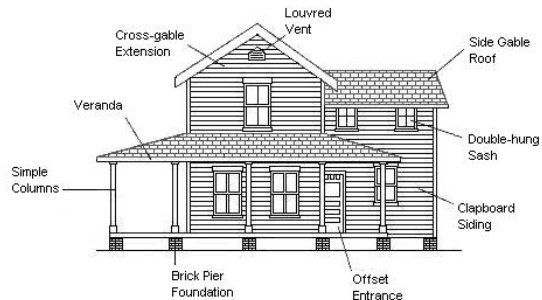 Louvred
Vent
Cross-gable
Extension
Side Gable
Roof
Veranda
Double-hung
Sash
Simple
Columns
Clapboard
Siding
Brick Pier
Foundation
Offset
Entrance